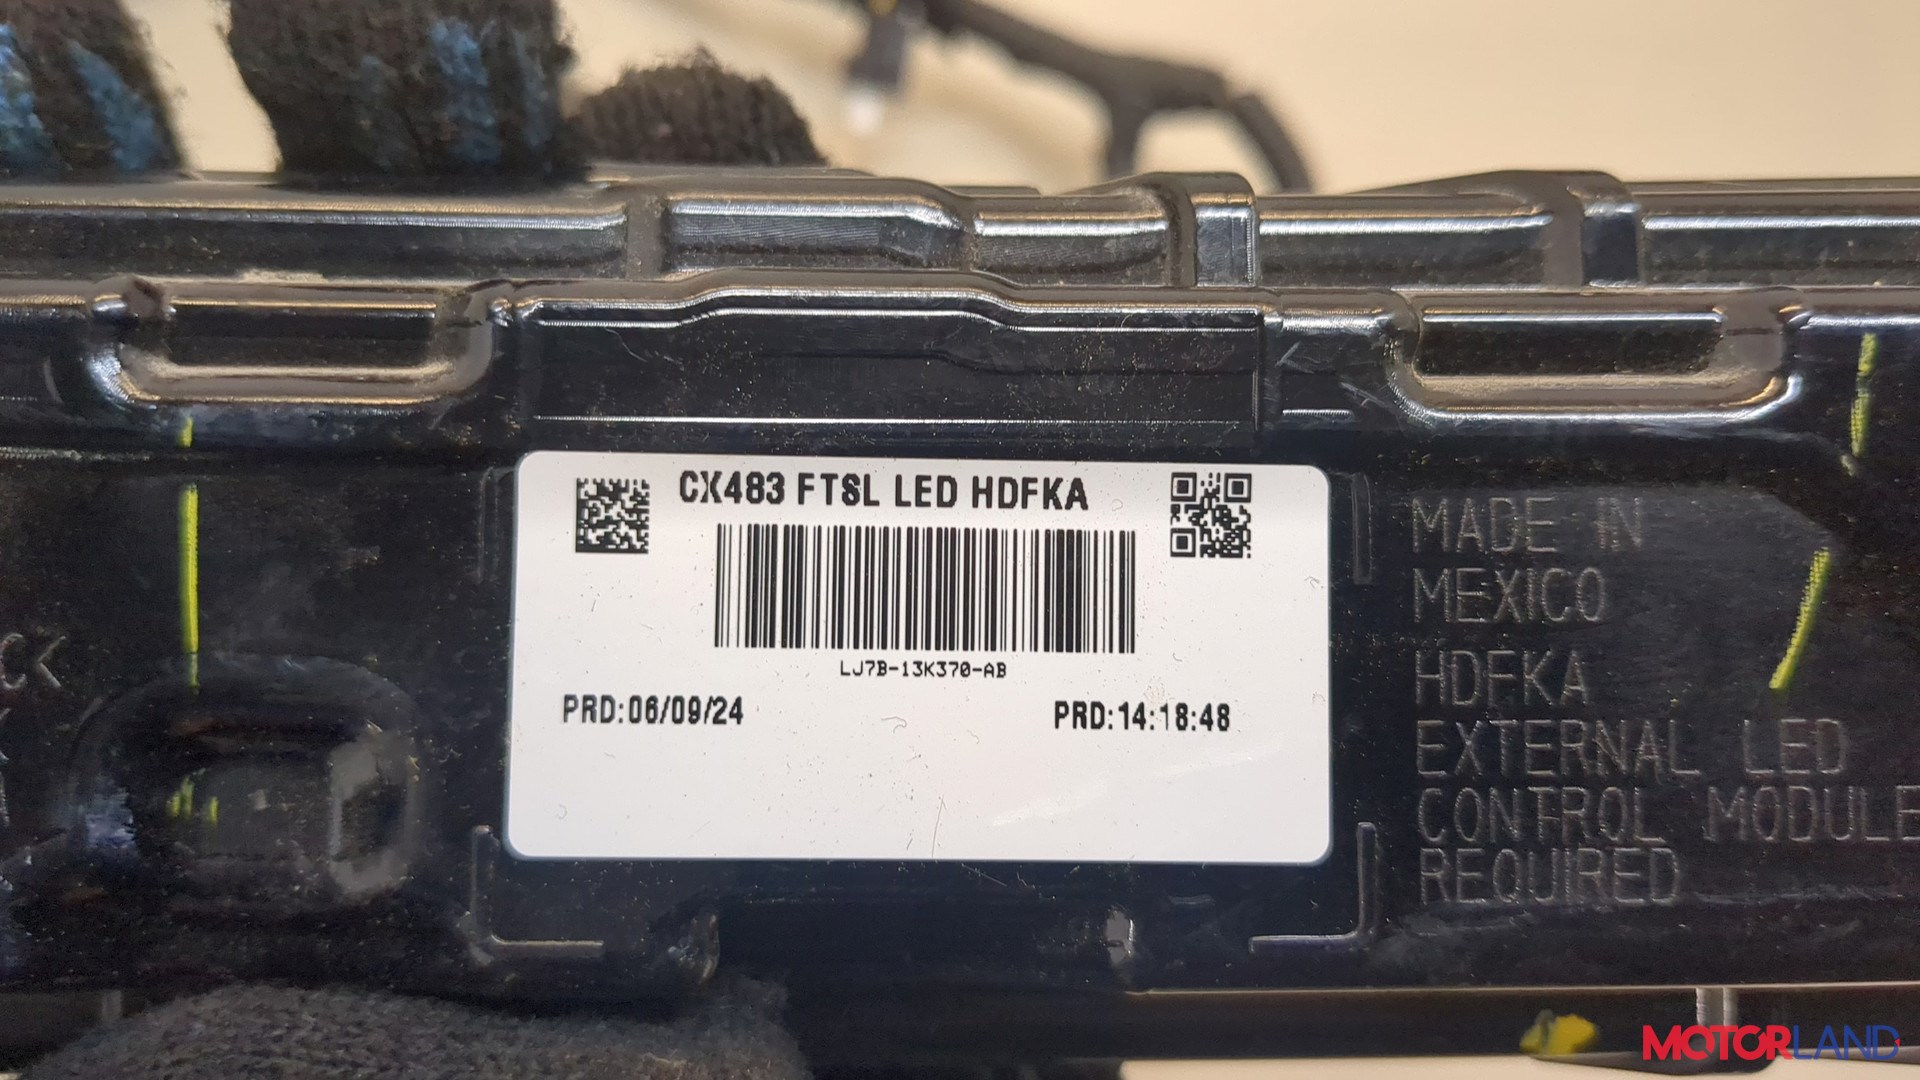 CX483 FTSL LED HDFKA
LJ7B-13K370-AB
PRD:06/09/24
PRD:14:18:48
MADE IN
MEXICO
HDFKA
EXTERNAL LED
CONTROL MODULE
REQUIRED
CK
MOTORLAND